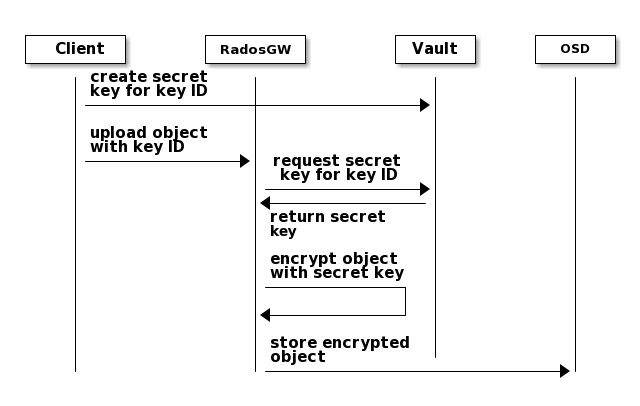 Client
RadosGW
Vault
OSD
create secret
key for key ID
upload object
with key ID
request secret
key for key ID
return secret
key
encrypt object
with secret key
store encrypted
object